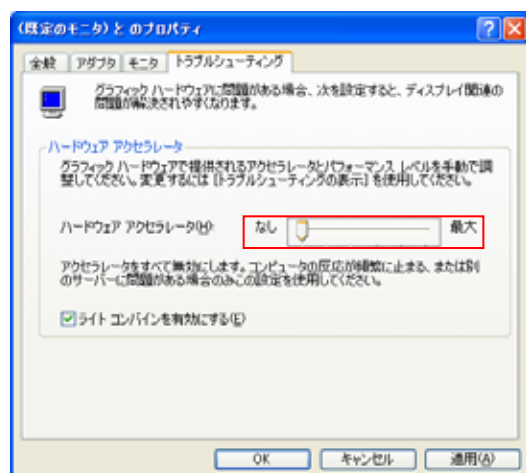 (既定のモニタ) と のプロパティ
全般 アダプタ モニタ トラブルシューティング
グラフィック ハードウェアに問題がある場合、次を設定すると、ディスプレイ関連の
問題が解決されやすくなります。
ハードウェア アクセラレータ
グラフィック ハードウェアで提供されるアクセラレータとパフォーマンス レベルを手動で調
整してください。変更するには [トラブルシューティングの表示] を使用してください。
ハードウェア アクセラレータ(H): なし 最大
アクセラレータをすべて無効にします。コンピュータの反応が頻繁に止まる、または別
のサーバーに問題がある場合のみこの設定を使用してください。
ライト コンバインを有効にする(E)
OK キャンセル 適用(A)